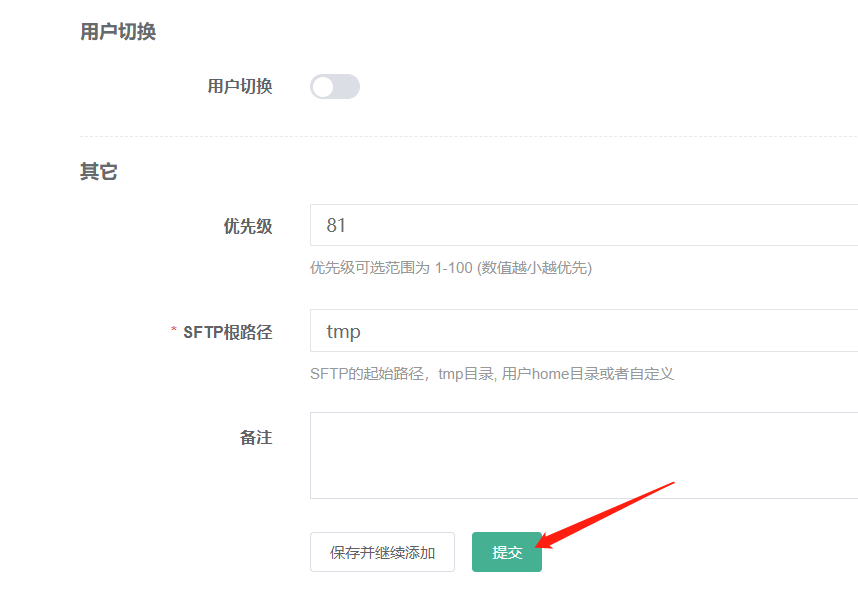 用户切换
用户切换
其它
优先级 81
优先级可选范围为 1-100 (数值越小越优先)
* SFTP根路径 tmp
SFTP的起始路径，tmp目录, 用户home目录或者自定义
备注
保存并继续添加 提交